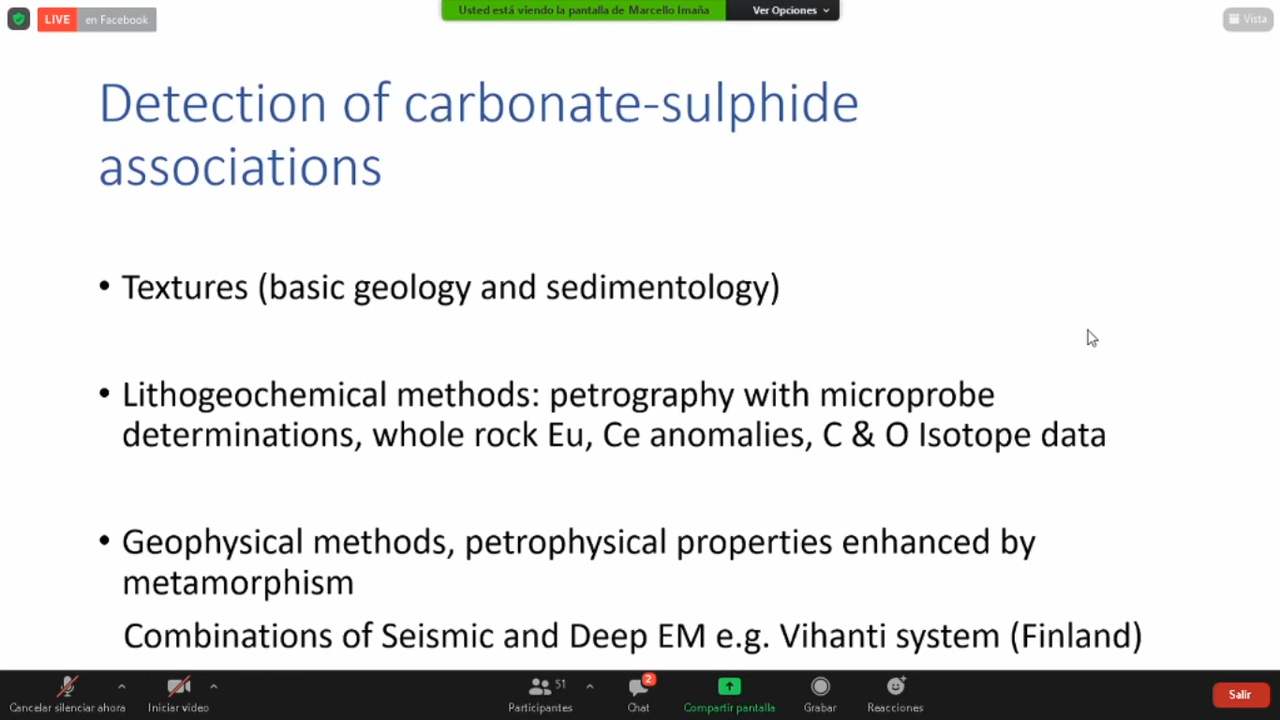 LIVE en Facebook
Usted está viendo la pantalla de Marcello Imaña
Ver Opciones
Vista
Detection of carbonate-sulphide
associations
• Textures (basic geology and sedimentology)
• Lithogeochemical methods: petrography with microprobe
determinations, whole rock Eu, Ce anomalies, C & O Isotope data
• Geophysical methods, petrophysical properties enhanced by
metamorphism
Combinations of Seismic and Deep EM e.g. Vihanti system (Finland)
51
2
Cancelar silenciar ahora
Iniciar video
Participantes
Chat
Compartir pantalla
Grabar
Reacciones
Salir